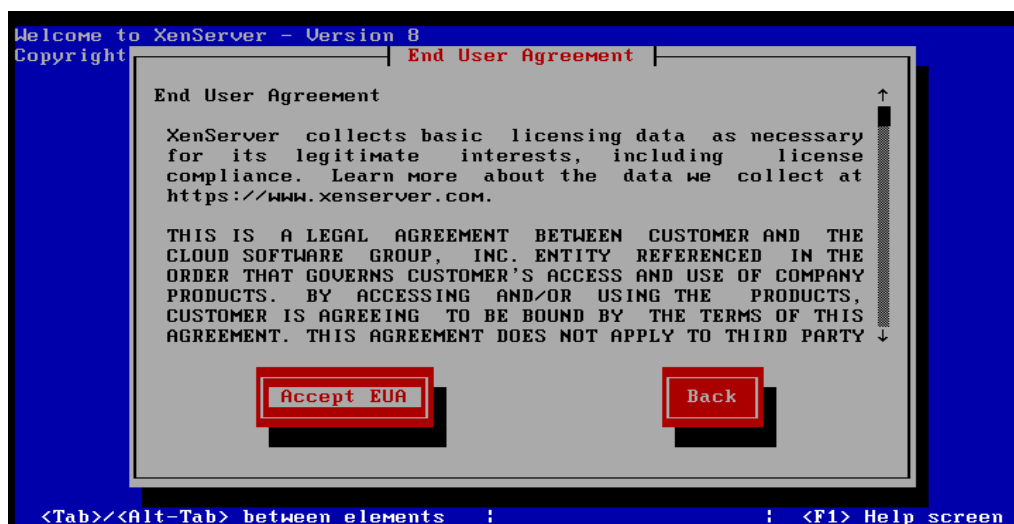 Welcome to XenServer - Version 8
Copyright
End User Agreement
End User Agreement
XenServer collects basic licensing data as necessary
for its legitimate interests, including license
compliance. Learn more about the data we collect at
https://www.xenserver.com.
THIS IS A LEGAL AGREEMENT BETWEEN CUSTOMER AND THE
CLOUD SOFTWARE GROUP, INC. ENTITY REFERENCED IN THE
ORDER THAT GOVERNS CUSTOMER'S ACCESS AND USE OF COMPANY
PRODUCTS. BY ACCESSING AND/OR USING THE PRODUCTS,
CUSTOMER IS AGREEING TO BE BOUND BY THE TERMS OF THIS
AGREEMENT. THIS AGREEMENT DOES NOT APPLY TO THIRD PARTY
Accept EUA
Back
<Tab>/<Alt-Tab> between elements ¦ ¦ <F1> Help screen